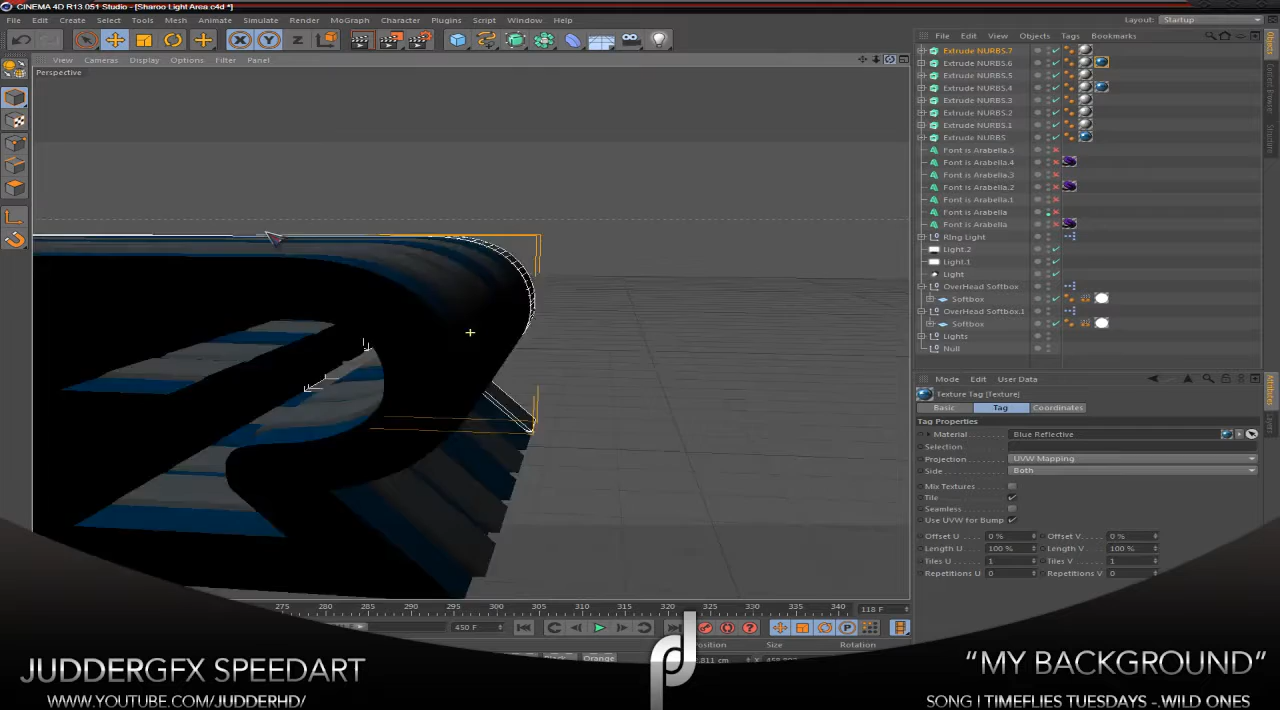 CINEMA 4D R13.051 Studio - [Sharoo Light Area.c4d *]
File Edit Create Select Tools Mesh Animate Simulate Render MoGraph Character Plugins Script Window Help
Layout: Startup
View Cameras Display Options Filter Panel
Perspective
File Edit View Objects Tags Bookmarks
Extrude NURBS.7
Extrude NURBS.6
Extrude NURBS.5
Extrude NURBS.4
Extrude NURBS.3
Extrude NURBS.2
Extrude NURBS.1
Extrude NURBS
Font is Arabella.5
Font is Arabella.4
Font is Arabella.3
Font is Arabella.2
Font is Arabella.1
Font is Arabella
Font is Arabella
Ring Light
Light.2
Light.1
Light
OverHead Softbox
Softbox
OverHead Softbox.1
Softbox
Lights
Null
Objects
Content Browser
Structure
Mode Edit User Data
Texture Tag [Texture]
Basic Tag Coordinates
Tag Properties
Material Blue Reflective
Selection
Projection UVW Mapping
Side Both
Mix Textures
Tile
Seamless
Use UVW for Bump
Offset U 0 % Offset V 0 %
Length U 100 % Length V 100 %
Tiles U 1 Tiles V 1
Repetitions U 0 Repetitions V 0
Attributes
Layers
275 280 285 290 295 300 305 310 315 320 325 330 335 340 118 F
450 F
Position Size Rotation
Orange
JUDDERGFX SPEEDART
WWW.YOUTUBE.COM/JUDDERHD/
"MY BACKGROUND"
SONG | TIMEFLIES TUESDAYS -.WILD ONES